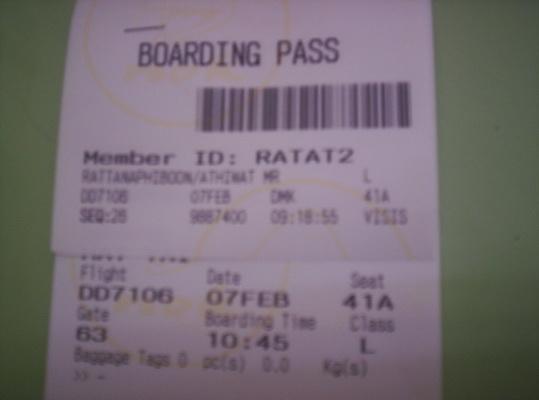 BOARDING PASS
Member ID: RATAT2
RATTANAPHIBOON/ATHIWAT MR L
DD7106 07FEB DMK 41A
SEQ:26 9887400 09:18:55 VISIS
Flight Date Seat
DD7106 07FEB 41A
Gate Boarding Time Class
63 10:45 L
Baggage Tags 0 pc(s) 0.0 Kg(s)
>> -